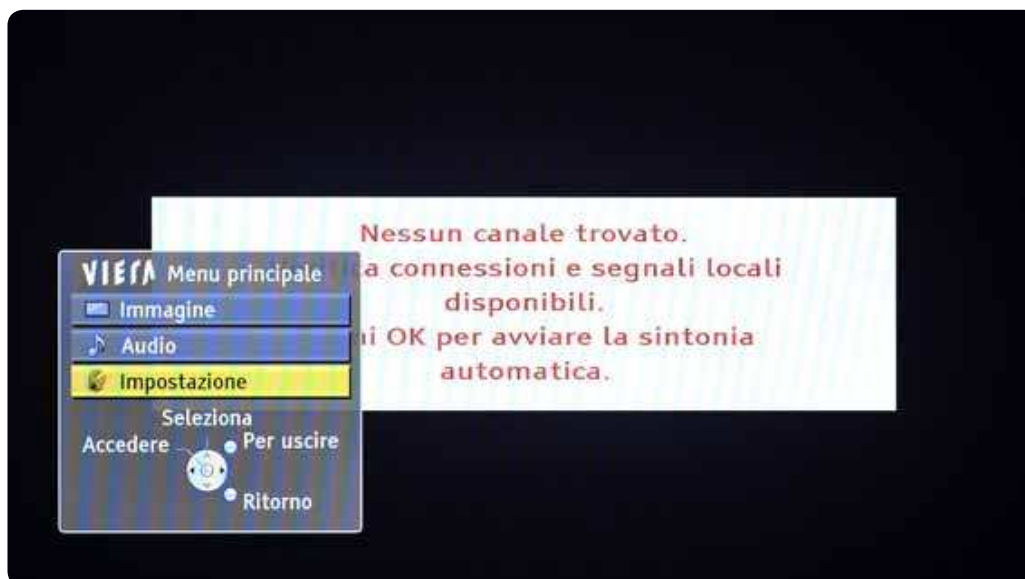 Nessun canale trovato.
connessioni e segnali locali
disponibili.
OK per avviare la sintonia
automatica.
VIERA Menu principale
Immagine
Audio
Impostazione
Seleziona
Accedere
Per uscire
Ritorno